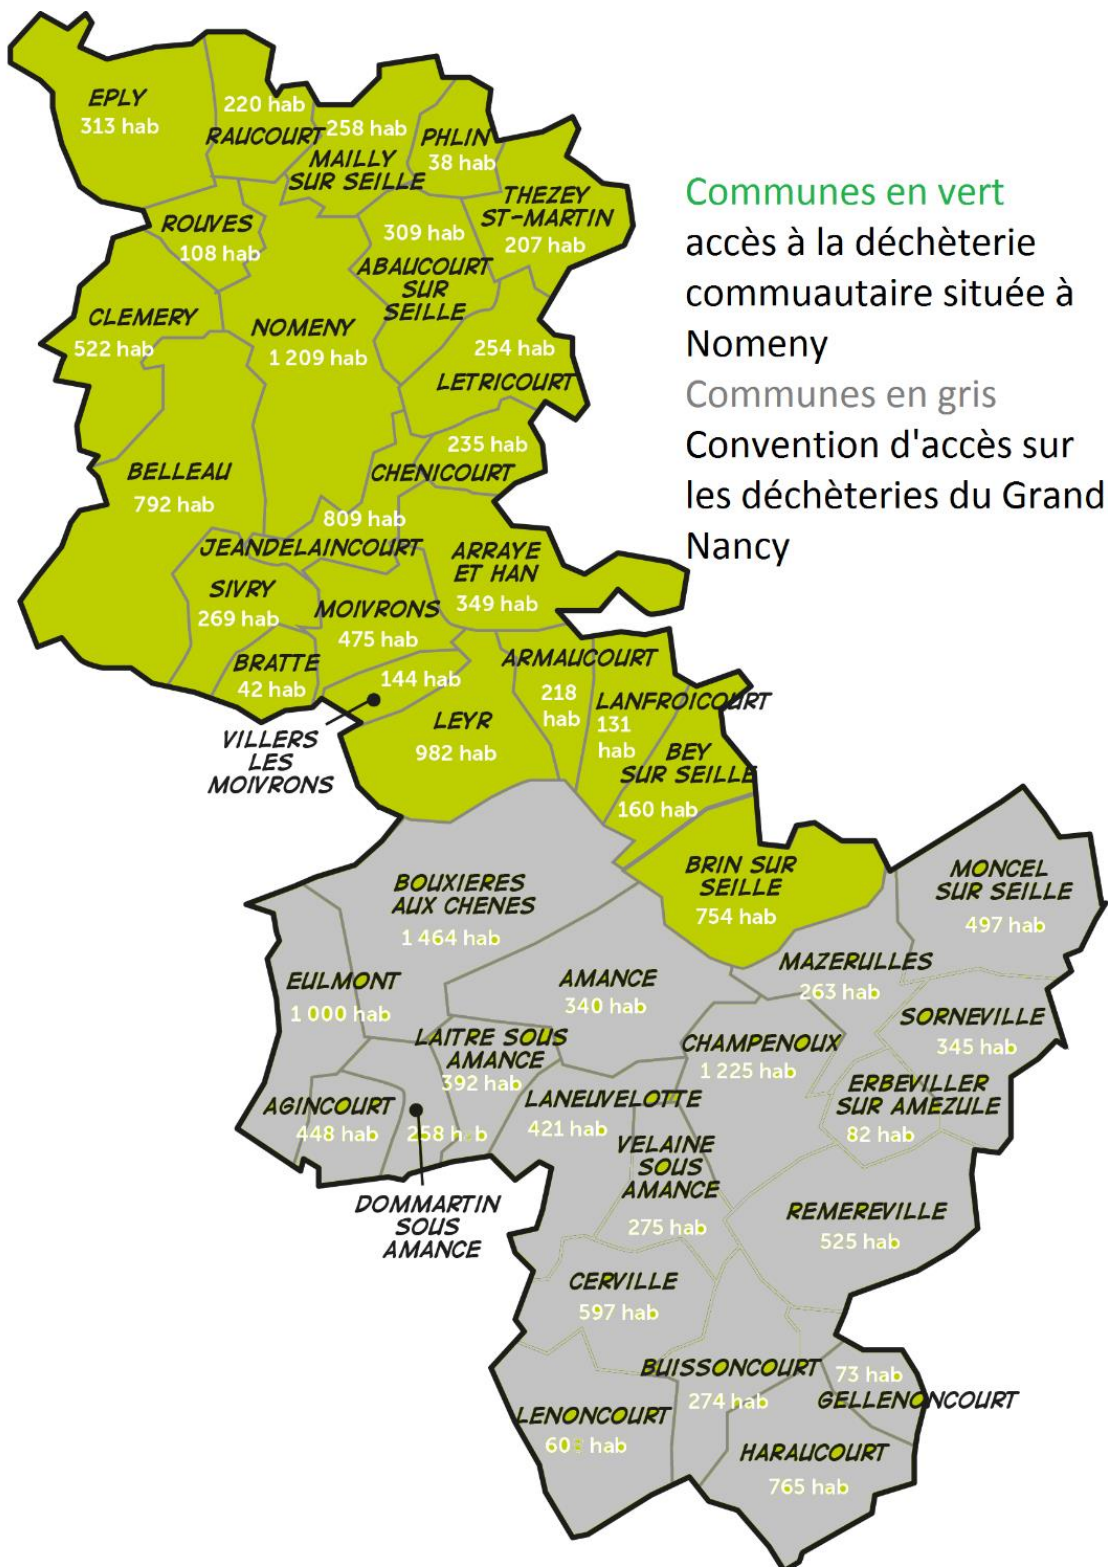 EPLY
313 hab
220 hab
RAUCOURT
258 hab
MAILLY
SUR SEILLE
PHLIN
38 hab
THEZEY
ST-MARTIN
207 hab
ROUVES
108 hab
309 hab
ABAUCOURT
SUR
SEILLE
CLEMERY
522 hab
NOMENY
1 209 hab
254 hab
LETRICOURT
235 hab
CHENICOURT
BELLEAU
792 hab
809 hab
JEANDELAINCOURT
ARRAYE
ET HAN
349 hab
SIVRY
269 hab
MOIVRONS
475 hab
BRATTE
42 hab
144 hab
VILLERS
LES
MOIVRONS
LEYR
982 hab
ARMAUCOURT
218
hab
LANFROICOURT
131
hab
BEY
SUR SEILLE
160 hab
BRIN SUR
SEILLE
754 hab
Communes en vert
accès à la déchèterie
commuautaire située à
Nomeny
Communes en gris
Convention d'accès sur
les déchèteries du Grand
Nancy
BOUXIERES
AUX CHENES
1 464 hab
MONCEL
SUR SEILLE
497 hab
EULMONT
1 000 hab
AMANCE
340 hab
MAZERULLES
263 hab
SORNEVILLE
345 hab
LAITRE SOUS
AMANCE
392 hab
CHAMPENOUX
1 225 hab
ERBEVILLER
SUR AMEZULE
82 hab
AGINCOURT
448 hab
258 hab
DOMMARTIN
SOUS
AMANCE
LANEUVELOTTE
421 hab
VELAINE
SOUS
AMANCE
275 hab
REMEREVILLE
525 hab
CERVILLE
597 hab
BUISSONCOURT
274 hab
73 hab
GELLENONCOURT
LENONCOURT
hab
HARAUCOURT
765 hab